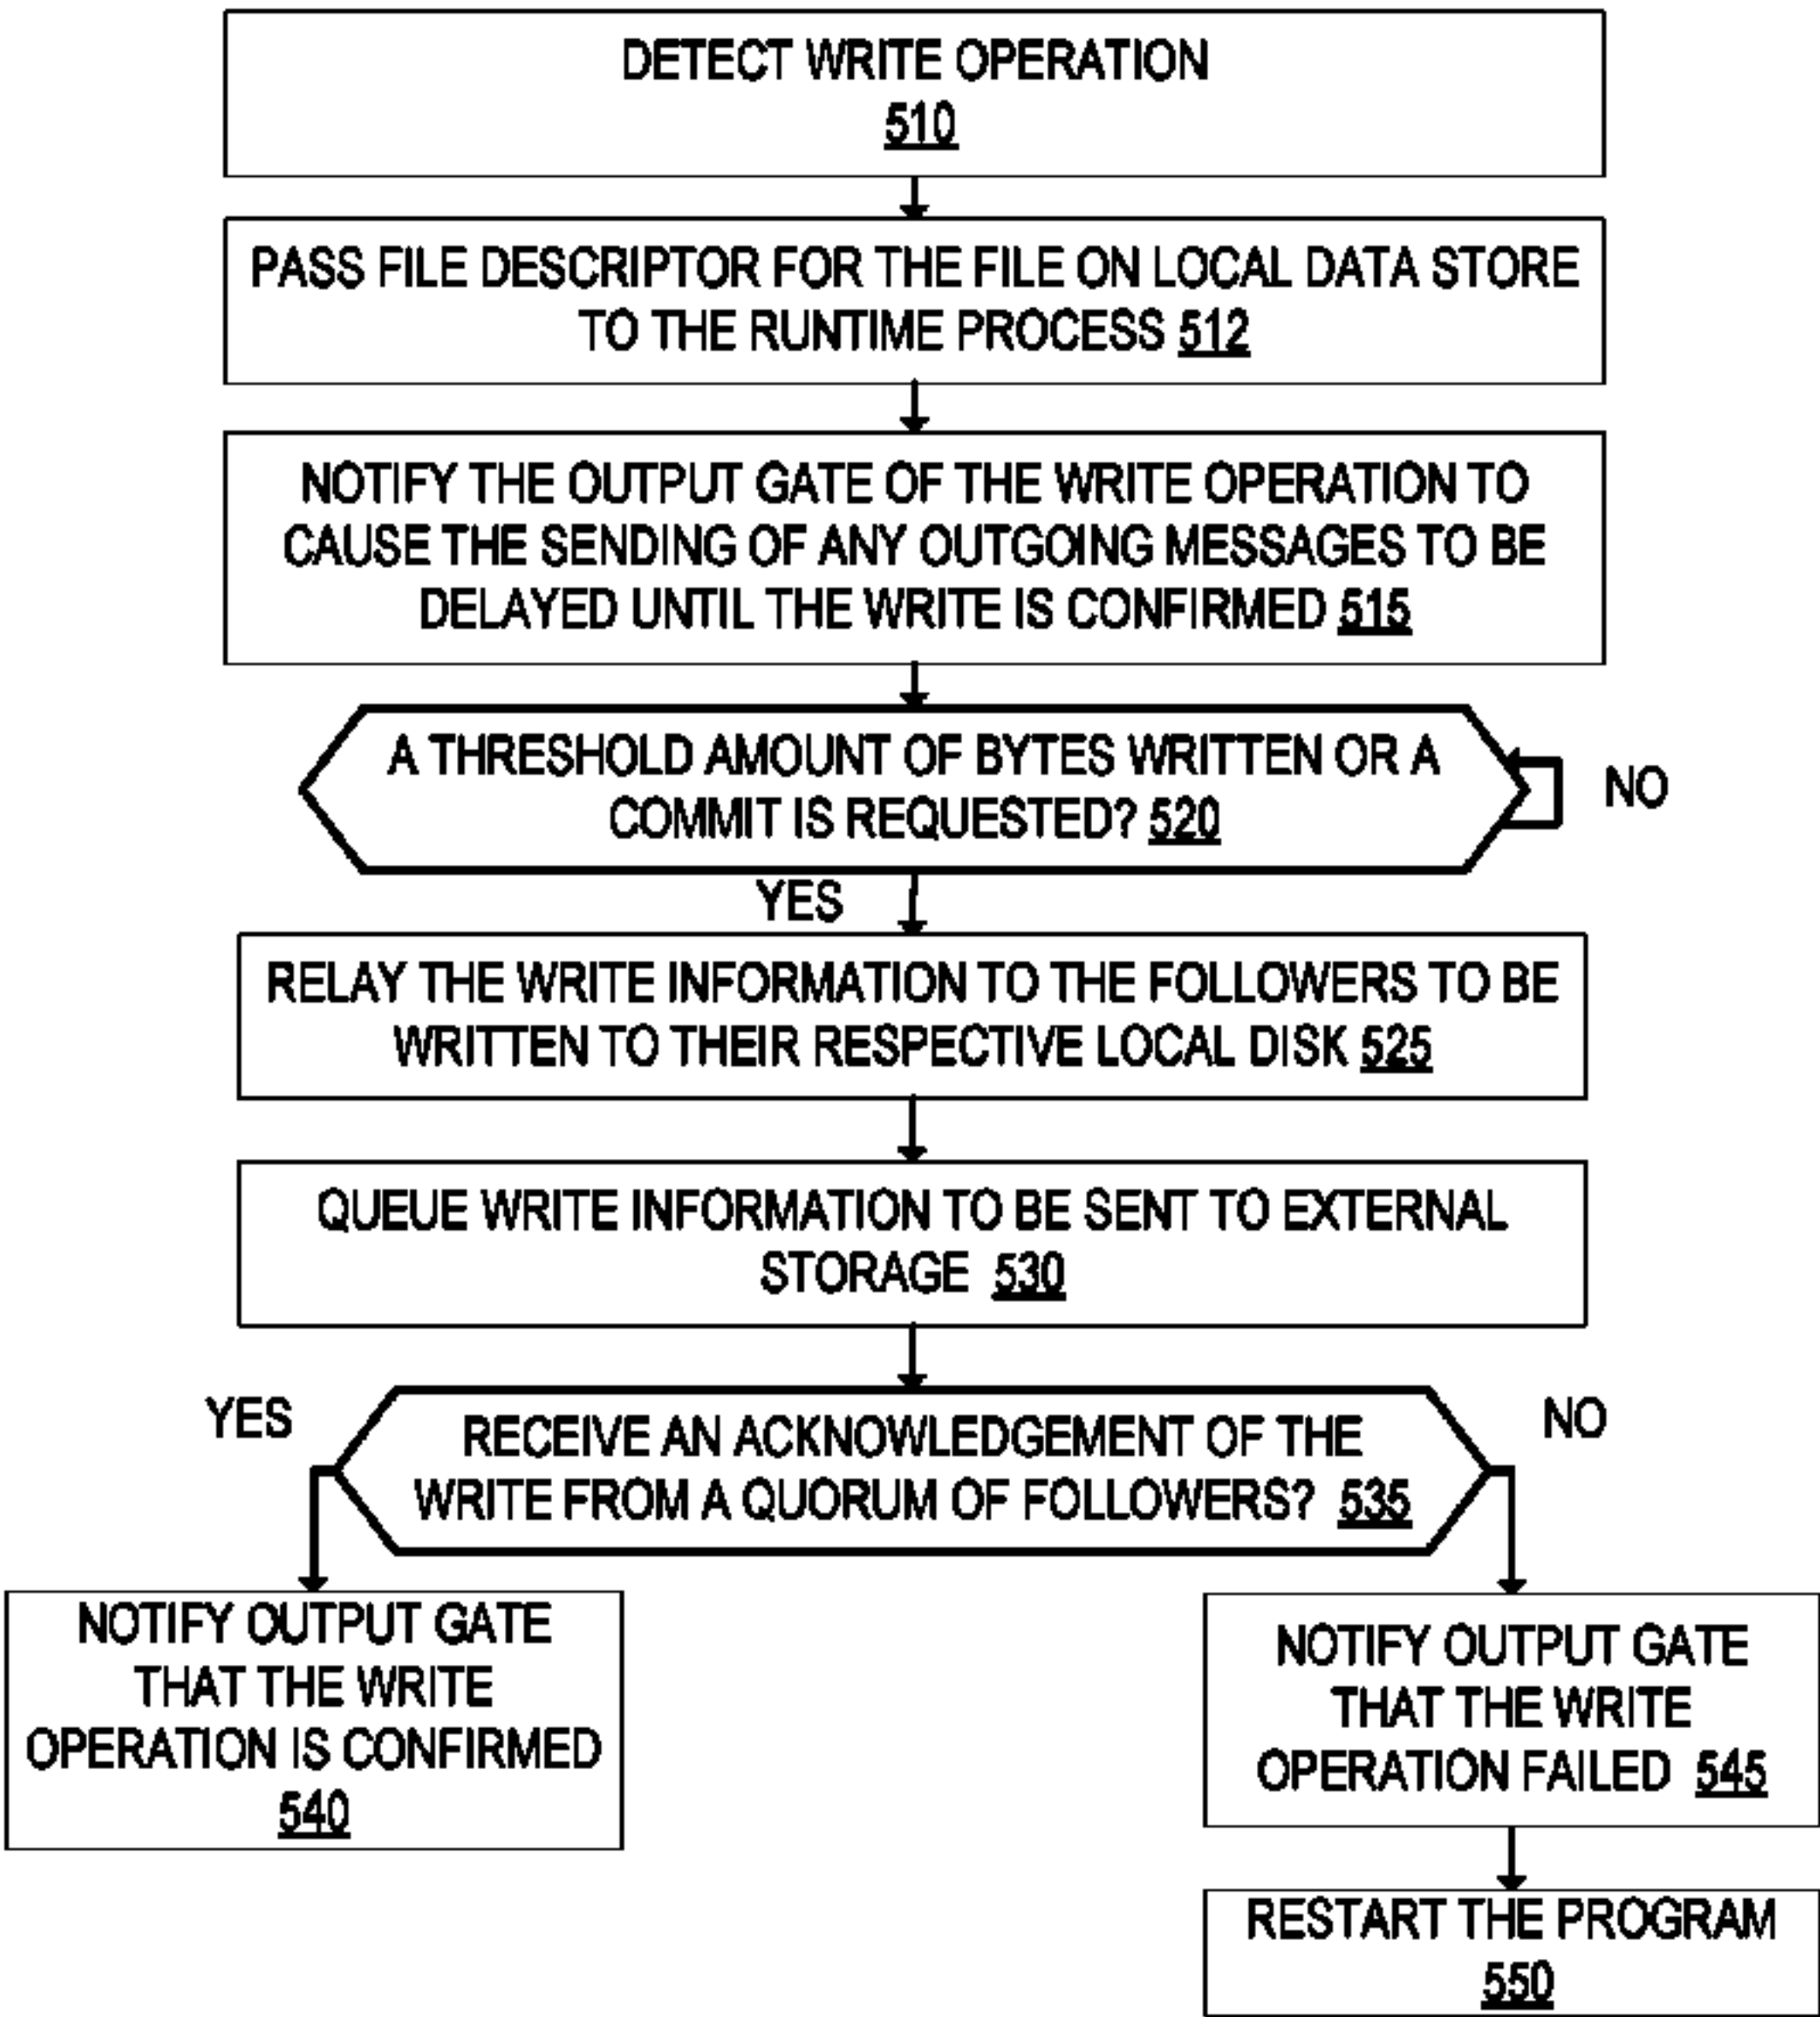 DETECT WRITE OPERATION
510
PASS FILE DESCRIPTOR FOR THE FILE ON LOCAL DATA STORE
TO THE RUNTIME PROCESS 512
NOTIFY THE OUTPUT GATE OF THE WRITE OPERATION TO
CAUSE THE SENDING OF ANY OUTGOING MESSAGES TO BE
DELAYED UNTIL THE WRITE IS CONFIRMED 515
A THRESHOLD AMOUNT OF BYTES WRITTEN OR A
COMMIT IS REQUESTED? 520
NO
YES
RELAY THE WRITE INFORMATION TO THE FOLLOWERS TO BE
WRITTEN TO THEIR RESPECTIVE LOCAL DISK 525
QUEUE WRITE INFORMATION TO BE SENT TO EXTERNAL
STORAGE 530
YES
NO
RECEIVE AN ACKNOWLEDGEMENT OF THE
WRITE FROM A QUORUM OF FOLLOWERS? 535
NOTIFY OUTPUT GATE
THAT THE WRITE
OPERATION IS CONFIRMED
540
NOTIFY OUTPUT GATE
THAT THE WRITE
OPERATION FAILED 545
RESTART THE PROGRAM
550